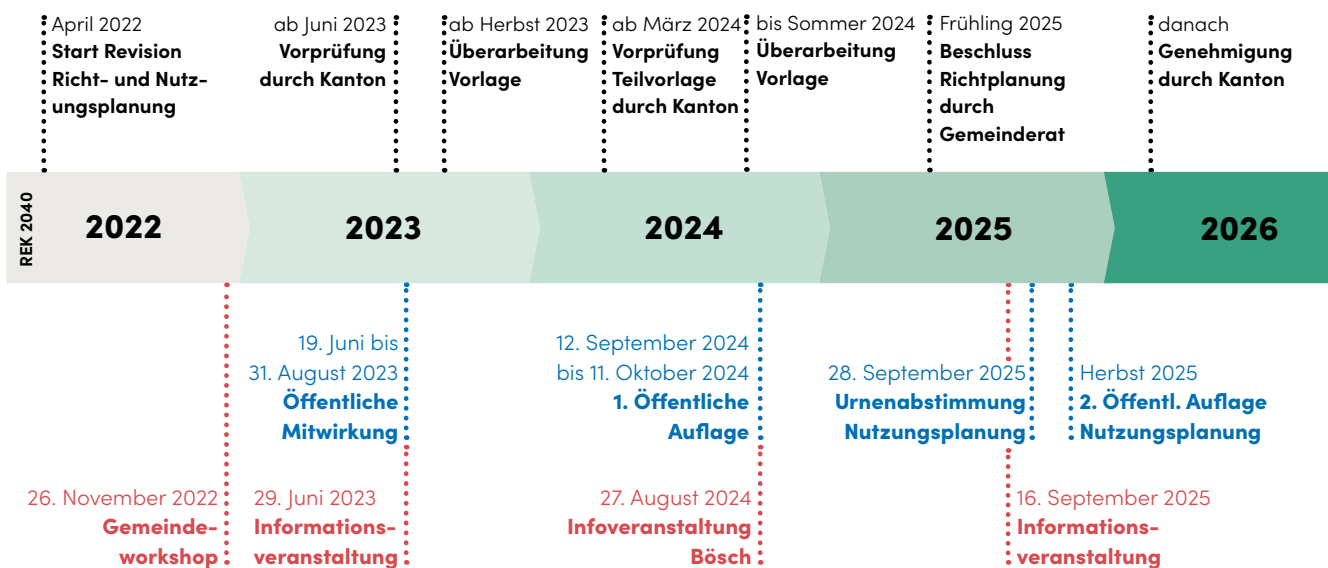 April 2022
Start Revision
Richt- und Nutz-
ungsplanung
ab Juni 2023
Vorprüfung
durch Kanton
ab Herbst 2023
Überarbeitung
Vorlage
ab März 2024
Vorprüfung
Teilvorlage
durch Kanton
bis Sommer 2024
Überarbeitung
Vorlage
Frühling 2025
Beschluss
Richtplanung
durch
Gemeinderat
danach
Genehmigung
durch Kanton
REK 2040
2022
2023
2024
2025
2026
19. Juni bis
31. August 2023
Öffentliche
Mitwirkung
12. September 2024
bis 11. Oktober 2024
1. Öffentliche
Auflage
28. September 2025
Urnenabstimmung
Nutzungsplanung
Herbst 2025
2. Öffentl. Auflage
Nutzungsplanung
26. November 2022
Gemeinde-
workshop
29. Juni 2023
Informations-
veranstaltung
27. August 2024
Infoveranstaltung
Bösch
16. September 2025
Informations-
veranstaltung